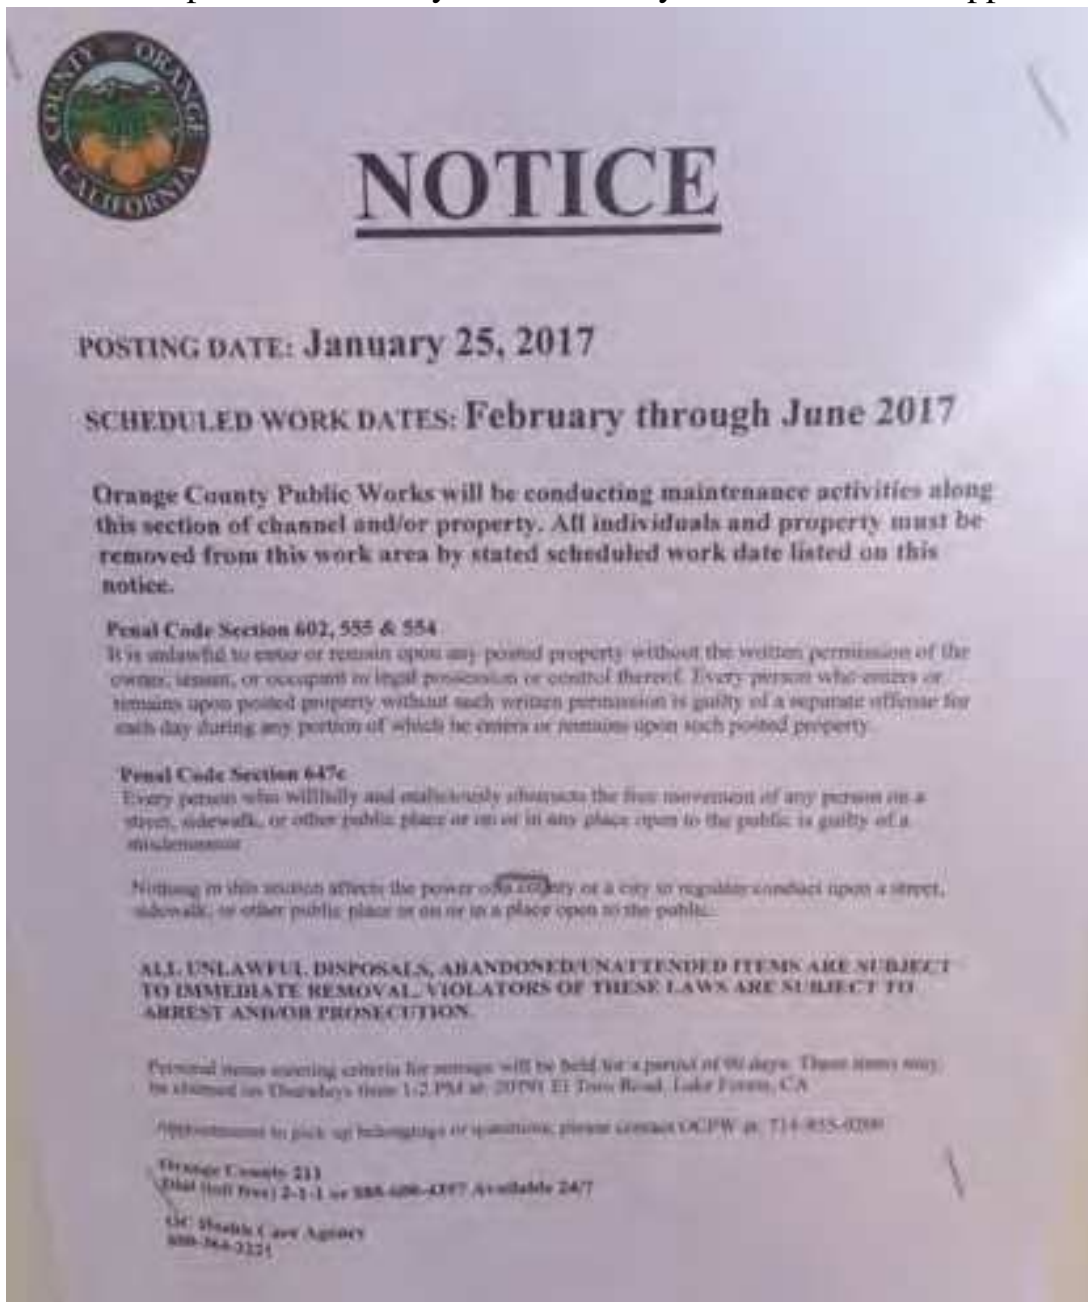 COUNTY ORANGE
CALIFORNIA
NOTICE
POSTING DATE: January 25, 2017
SCHEDULED WORK DATES: February through June 2017
Orange County Public Works will be conducting maintenance activities along
this section of channel and/or property. All individuals and property must be
removed from this work area by stated scheduled work date listed on this
notice.
Penal Code Section 602, 555 & 554
It is unlawful to enter or remain upon any posted property without the written permission of the
owner, tenant, or occupant in legal possession or control thereof. Every person who enters or
remains upon posted property without such written permission is guilty of a separate offense for
each day during any portion of which he enters or remains upon such posted property.
Penal Code Section 647c
Every person who willfully and maliciously obstructs the free movement of any person on a
street, sidewalk, or other public place or on or in any place open to the public is guilty of a
misdemeanor
Nothing in this section affects the power of a county or a city to regulate conduct upon a street,
sidewalk, or other public place or on or in a place open to the public.
ALL UNLAWFUL DISPOSALS, ABANDONED/UNATTENDED ITEMS ARE SUBJECT
TO IMMEDIATE REMOVAL. VIOLATORS OF THESE LAWS ARE SUBJECT TO
ARREST AND/OR PROSECUTION.
Personal items meeting criteria for storage will be held for a period of 90 days. These items may
be claimed on Thursdays from 1-2 PM at: El Toro Road, Lake Forest, CA
Appointment to pick up belongings or questions, please contact OCPW at:
Orange County 211
Dial (toll free) 2-1-1 or Available 24/7
OC Health Care Agency